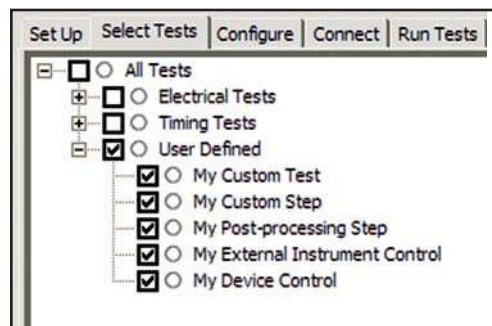 Set Up Select Tests Configure Connect Run Tests
All Tests
Electrical Tests
Timing Tests
User Defined
My Custom Test
My Custom Step
My Post-processing Step
My External Instrument Control
My Device Control